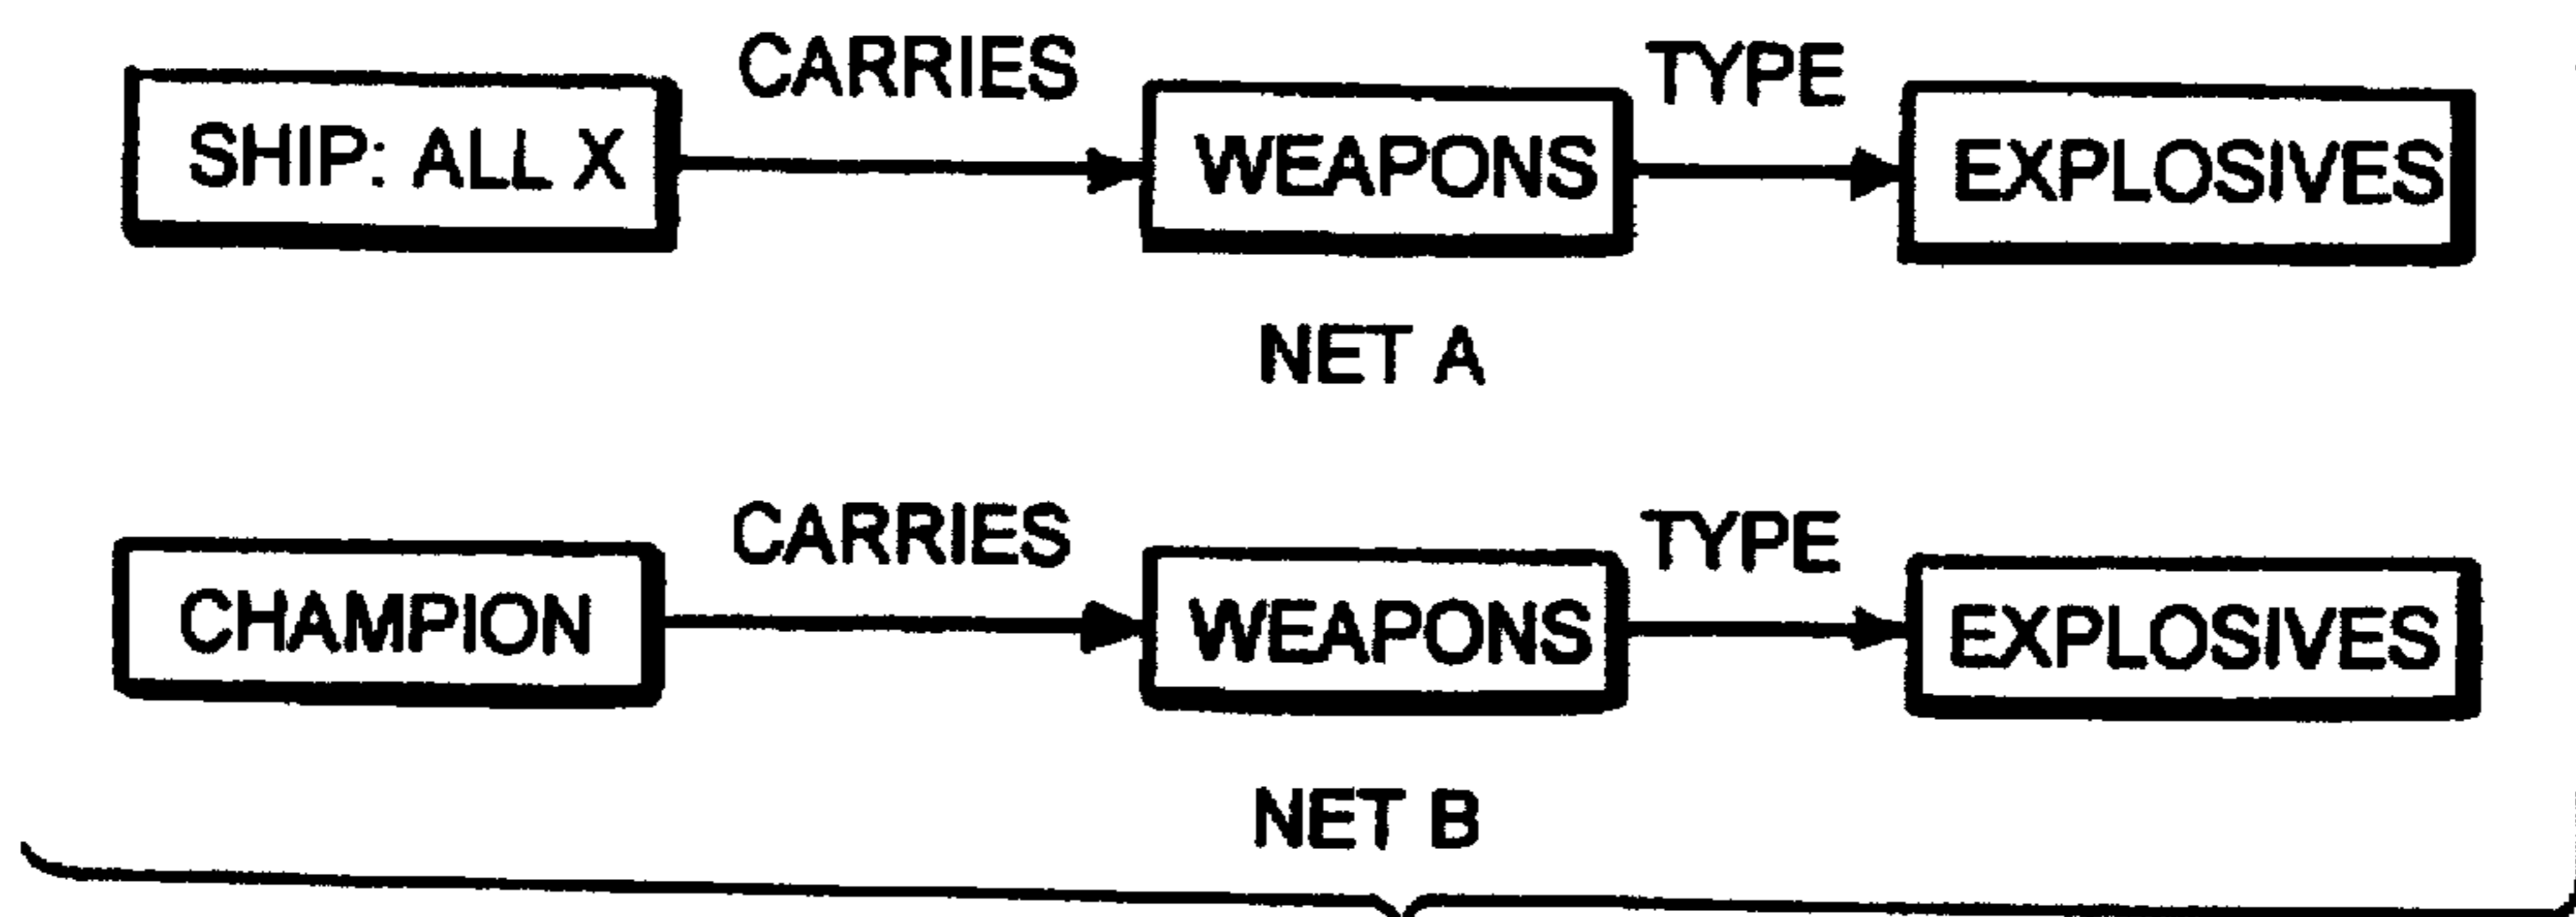 CARRIES TYPE
SHIP: ALL X WEAPONS EXPLOSIVES
NET A
CARRIES TYPE
CHAMPION WEAPONS EXPLOSIVES
NET B